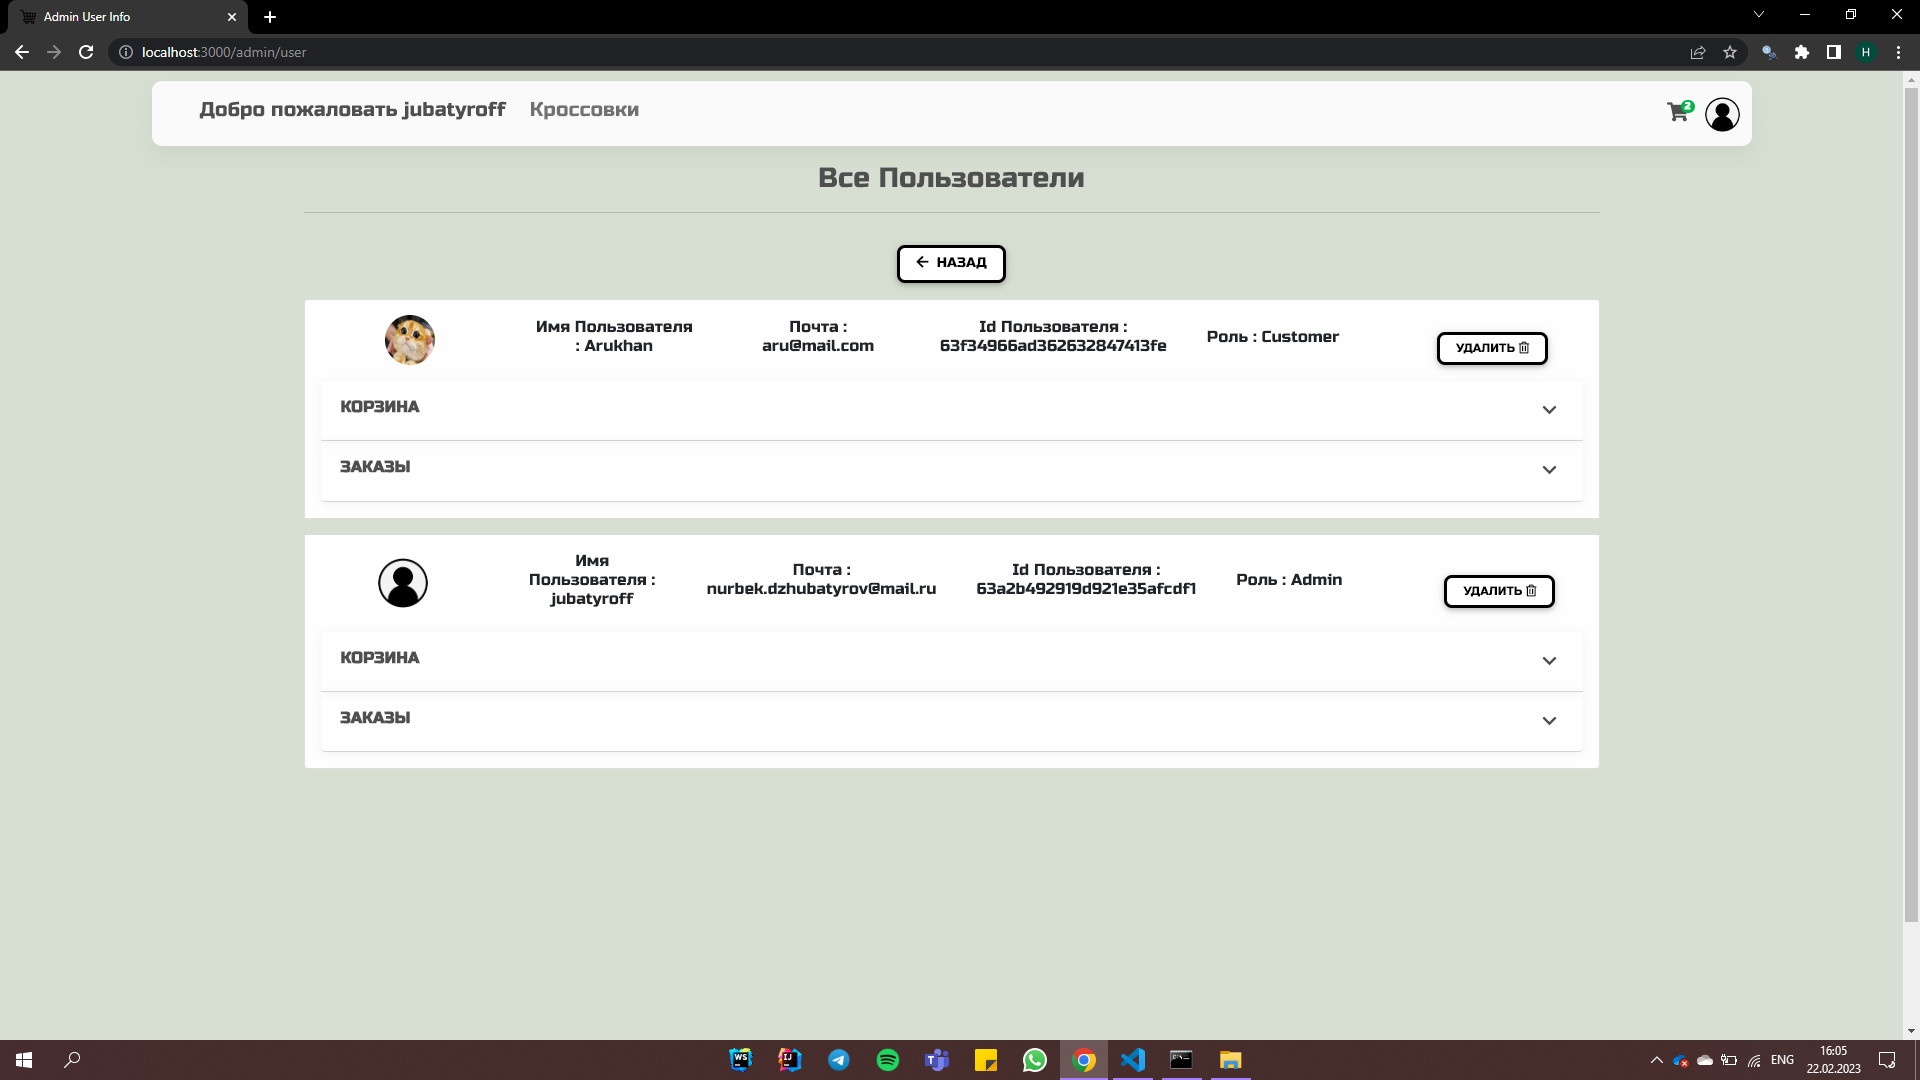 Admin User Info
localhost:3000/admin/user
H
Добро пожаловать jubatyroff
Кроссовки
2
Все Пользователи
НАЗАД
Имя Пользователя
: Arukhan
Почта :
aru@mail.com
Id Пользователя :
63f34966ad362632847413fe
Роль : Customer
УДАЛИТЬ
КОРЗИНА
ЗАКАЗЫ
Имя
Пользователя :
jubatyroff
Почта :
nurbek.dzhubatyrov@mail.ru
Id Пользователя :
63a2b492919d921e35afcdf1
Роль : Admin
УДАЛИТЬ
КОРЗИНА
ЗАКАЗЫ
WS
IJ
ENG
16:05
22.02.2023